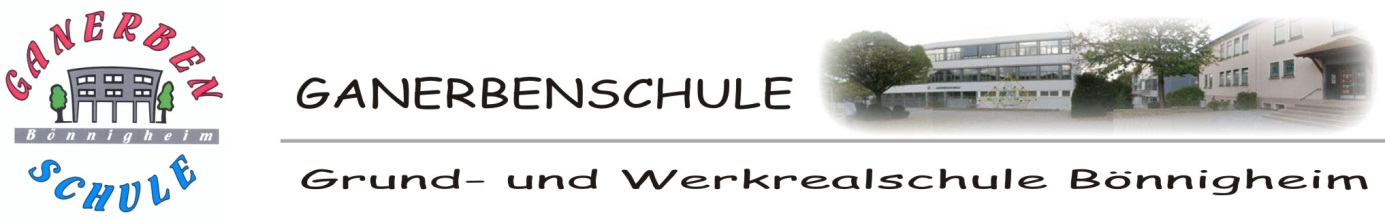 GANERBEN
Bönnigheim
SCHULE
GANERBENSCHULE
Grund- und Werkrealschule Bönnigheim